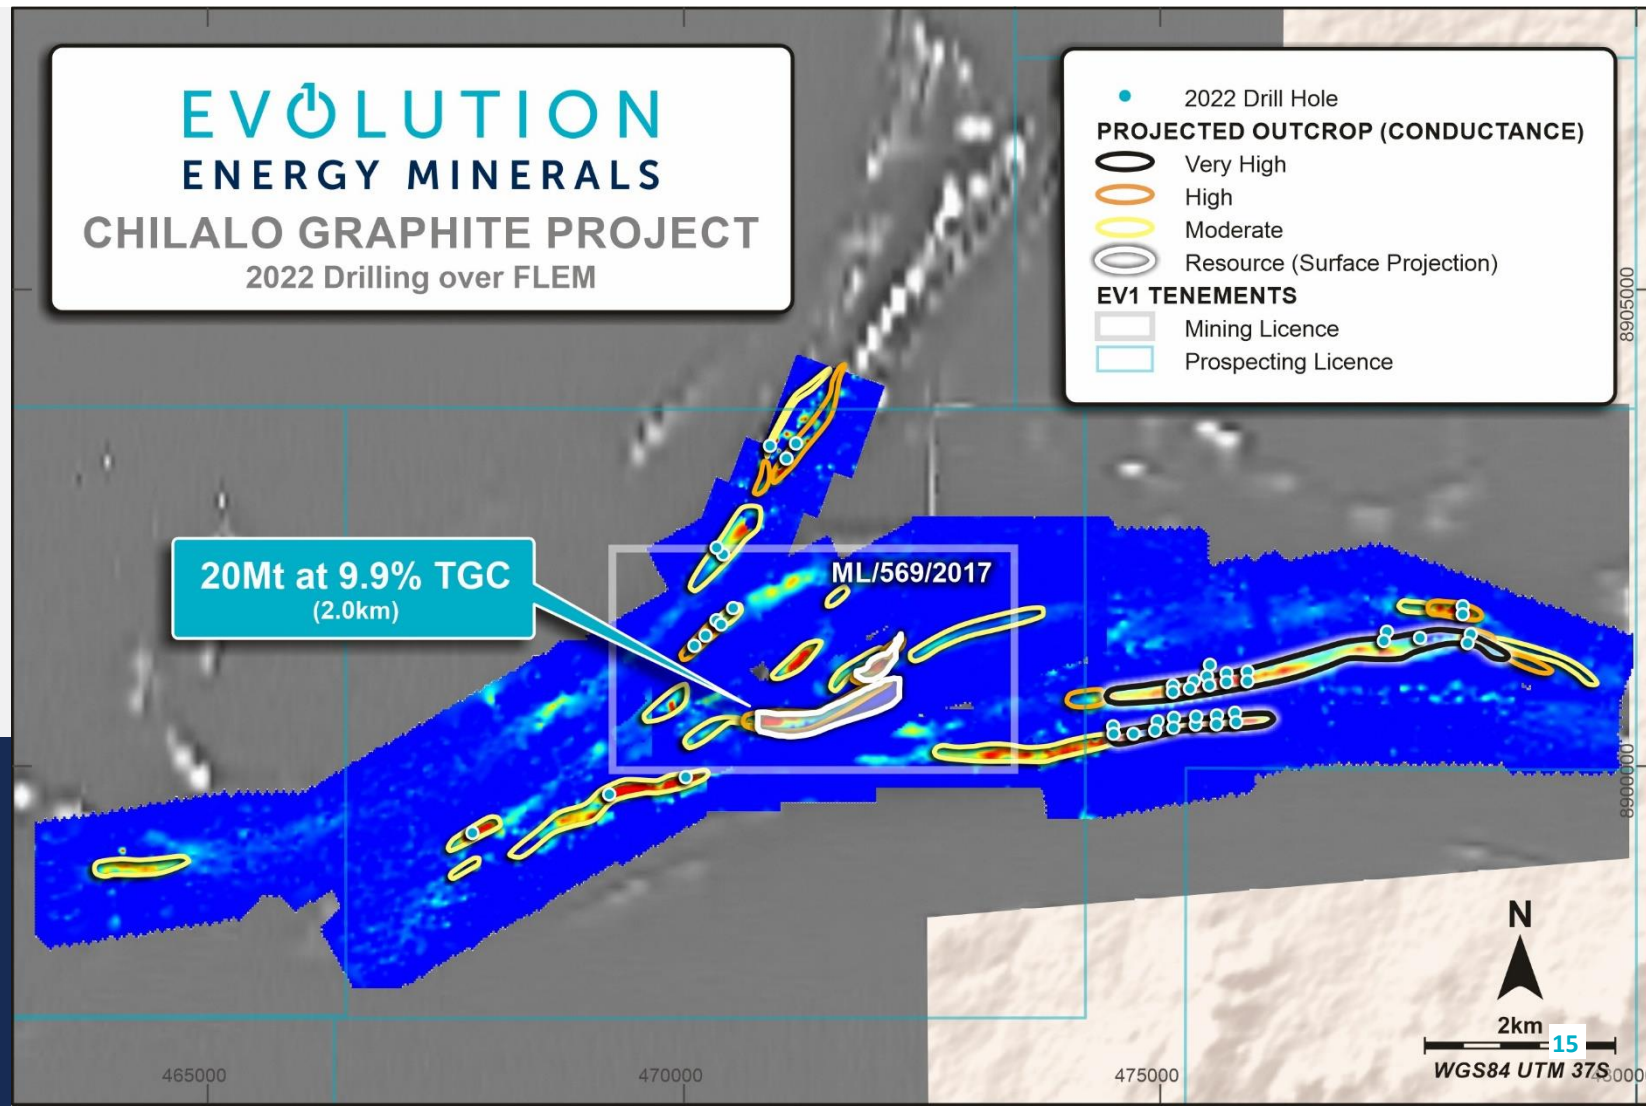 EVOLUTION
ENERGY MINERALS
CHILALO GRAPHITE PROJECT
2022 Drilling over FLEM
2022 Drill Hole
PROJECTED OUTCROP (CONDUCTANCE)
Very High
High
Moderate
Resource (Surface Projection)
EV1 TENEMENTS
Mining Licence
Prospecting Licence
8905000
20Mt at 9.9% TGC
(2.0km)
ML/569/2017
8900000
N
2km
15
WGS84 UTM 37S
465000
470000
475000